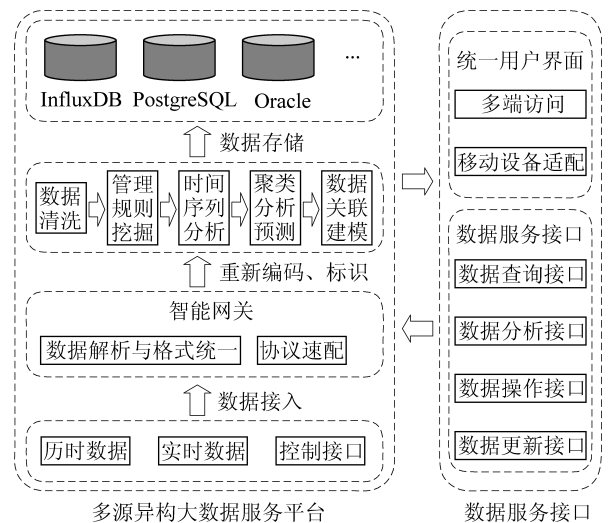 InfluxDB PostgreSQL Oracle ...
数据存储
数据
清洗
管理
规则
挖掘
时间
序列
分析
聚类
分析
预测
数据
关联
建模
重新编码、标识
智能网关
数据解析与格式统一 协议速配
数据接入
历时数据 实时数据 控制接口
多源异构大数据服务平台
统一用户界面
多端访问
移动设备适配
数据服务接口
数据查询接口
数据分析接口
数据操作接口
数据更新接口
数据服务接口